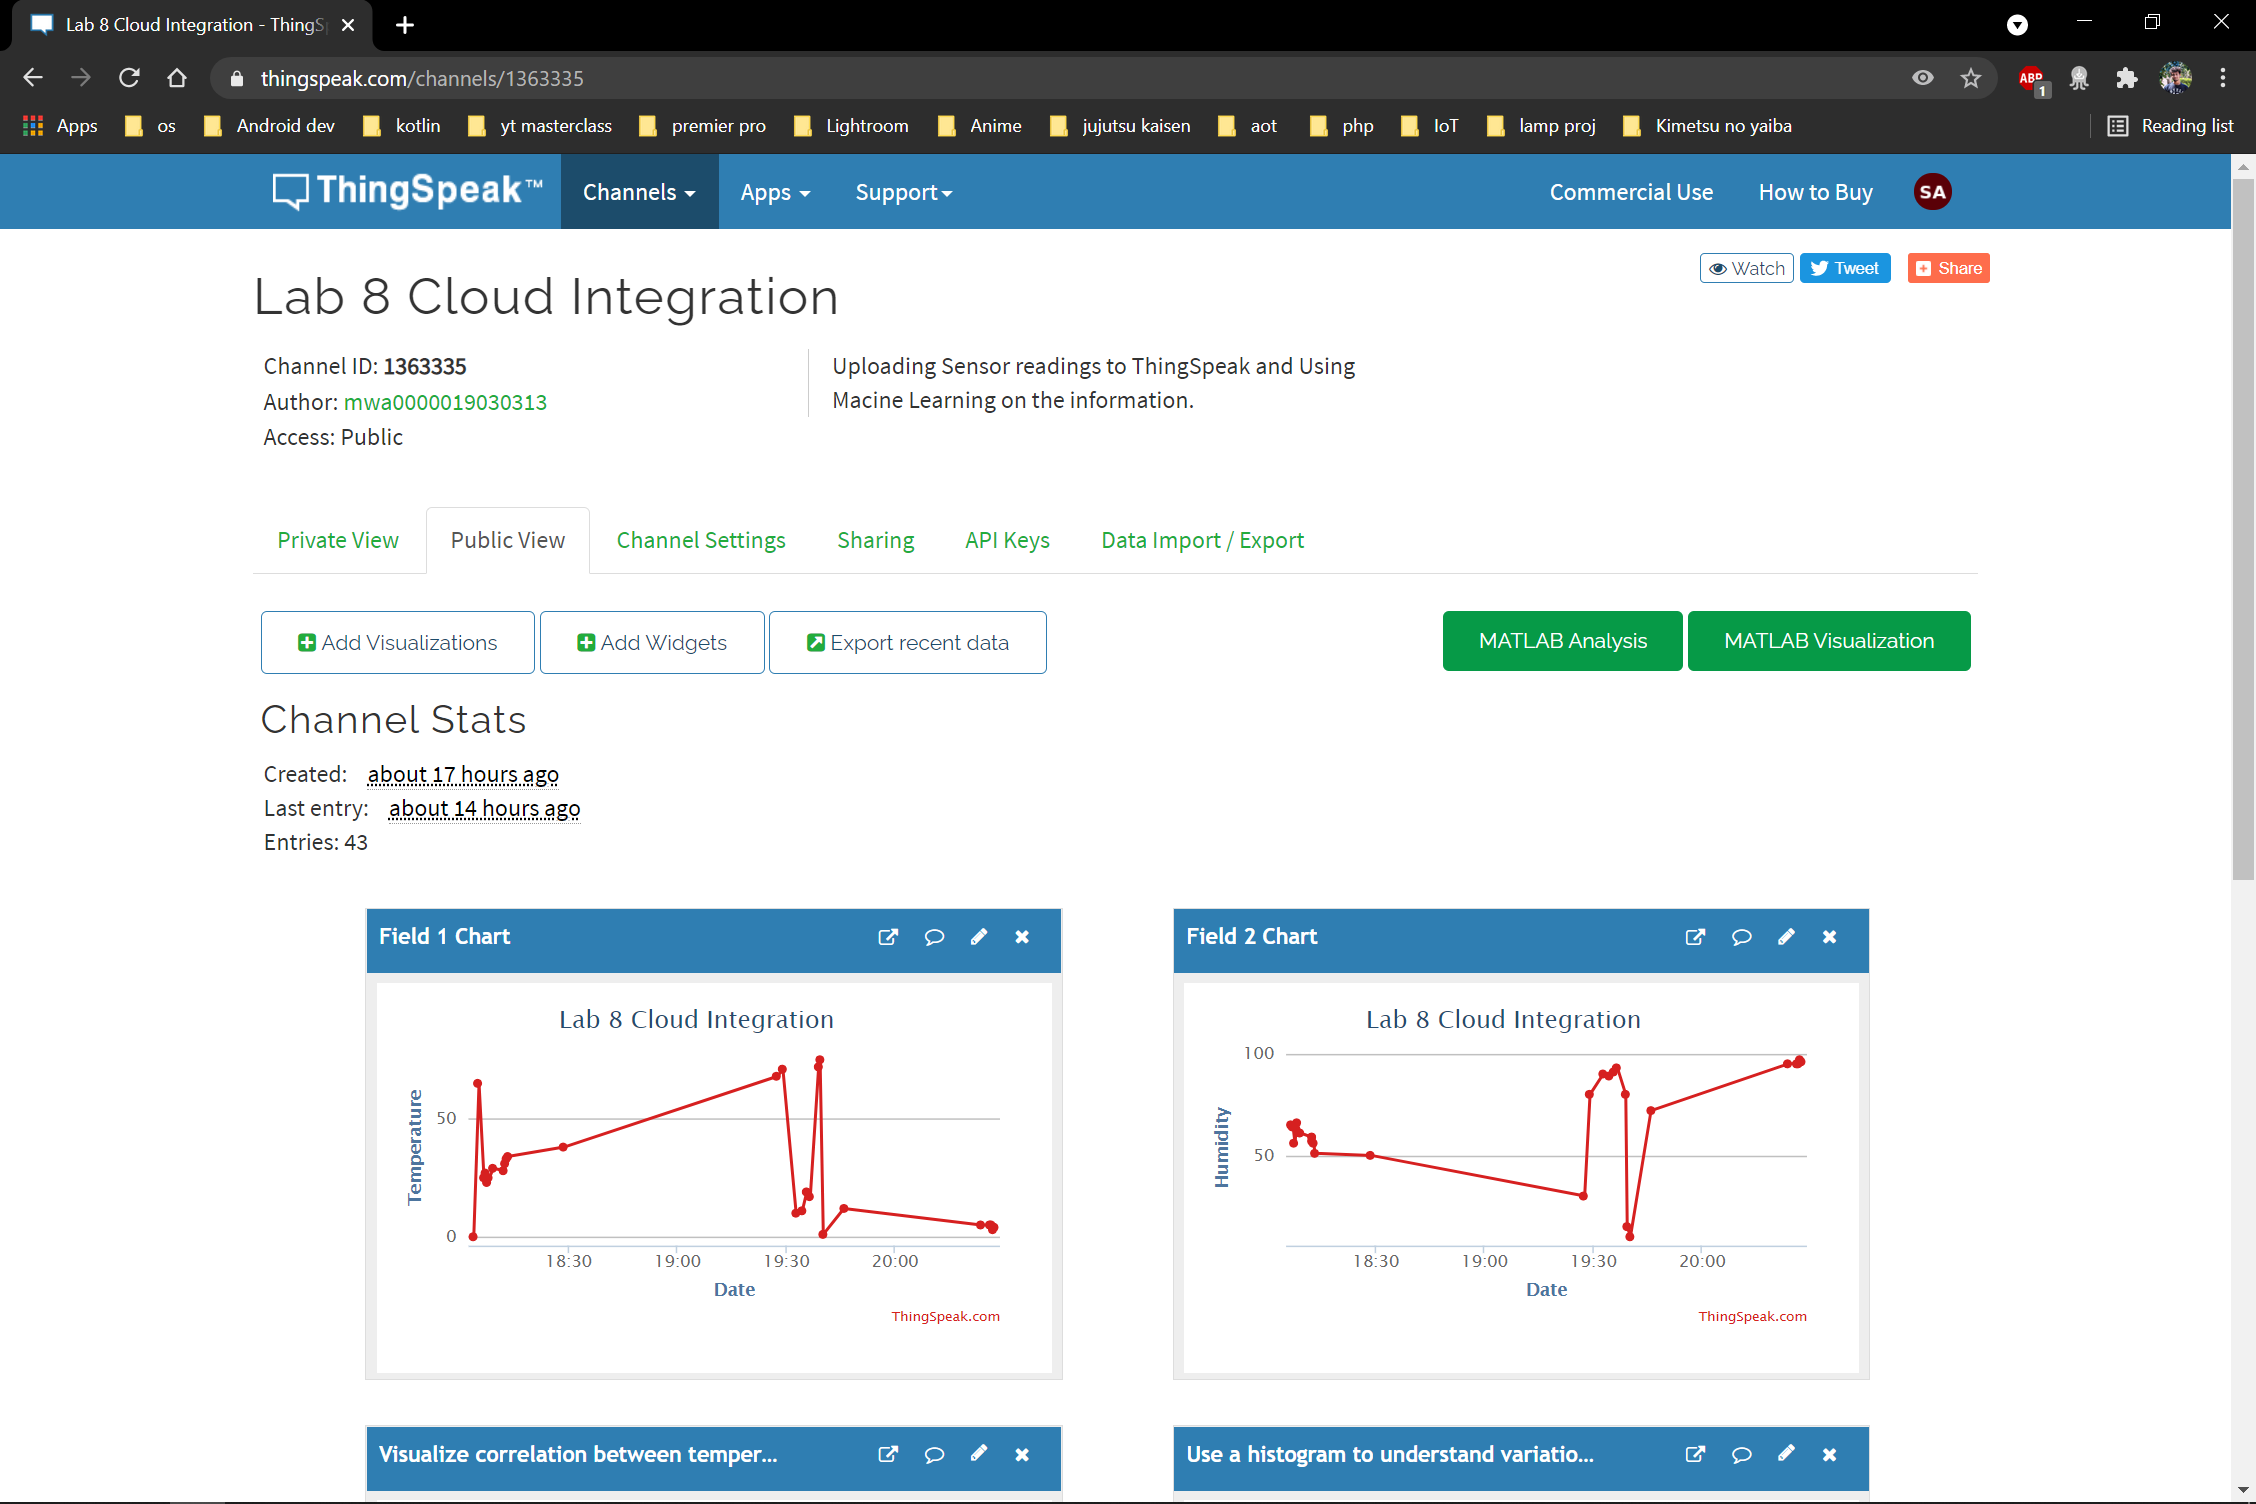 Lab 8 Cloud Integration - ThingS
thingspeak.com/channels/1363335
ABP
1
Apps
os
Android dev
kotlin
yt masterclass
premier pro
Lightroom
Anime
jujutsu kaisen
aot
php
IoT
lamp proj
Kimetsu no yaiba
Reading list
ThingSpeak™
Channels
Apps
Support
Commercial Use
How to Buy
SA
Watch
Tweet
Share
Lab 8 Cloud Integration
Channel ID: 1363335
Author: mwa0000019030313
Access: Public
Uploading Sensor readings to ThingSpeak and Using
Macine Learning on the information.
Private View
Public View
Channel Settings
Sharing
API Keys
Data Import / Export
Add Visualizations
Add Widgets
Export recent data
MATLAB Analysis
MATLAB Visualization
Channel Stats
Created: about 17 hours ago
Last entry: about 14 hours ago
Entries: 43
Field 1 Chart
Lab 8 Cloud Integration
Temperature
50
0
18:30
19:00
19:30
20:00
Date
ThingSpeak.com
Field 2 Chart
Lab 8 Cloud Integration
Humidity
100
50
18:30
19:00
19:30
20:00
Date
ThingSpeak.com
Visualize correlation between temper...
Use a histogram to understand variatio...